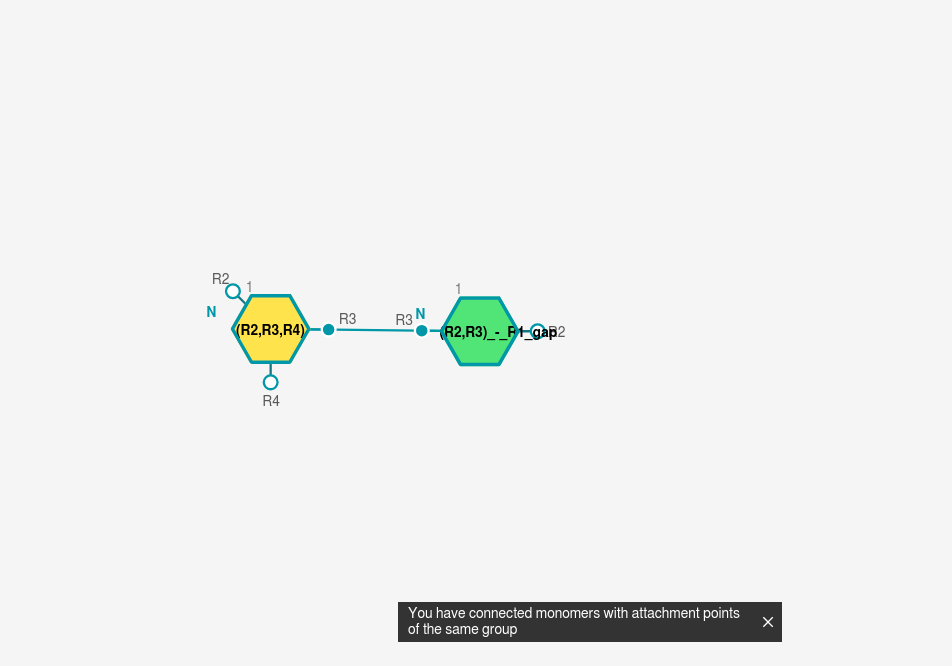 R2
1
N
(R2,R3,R4)
R3
R4
R3
N
1
(R2,R3)_-_R1_gap
R2
You have connected monomers with attachment points
of the same group